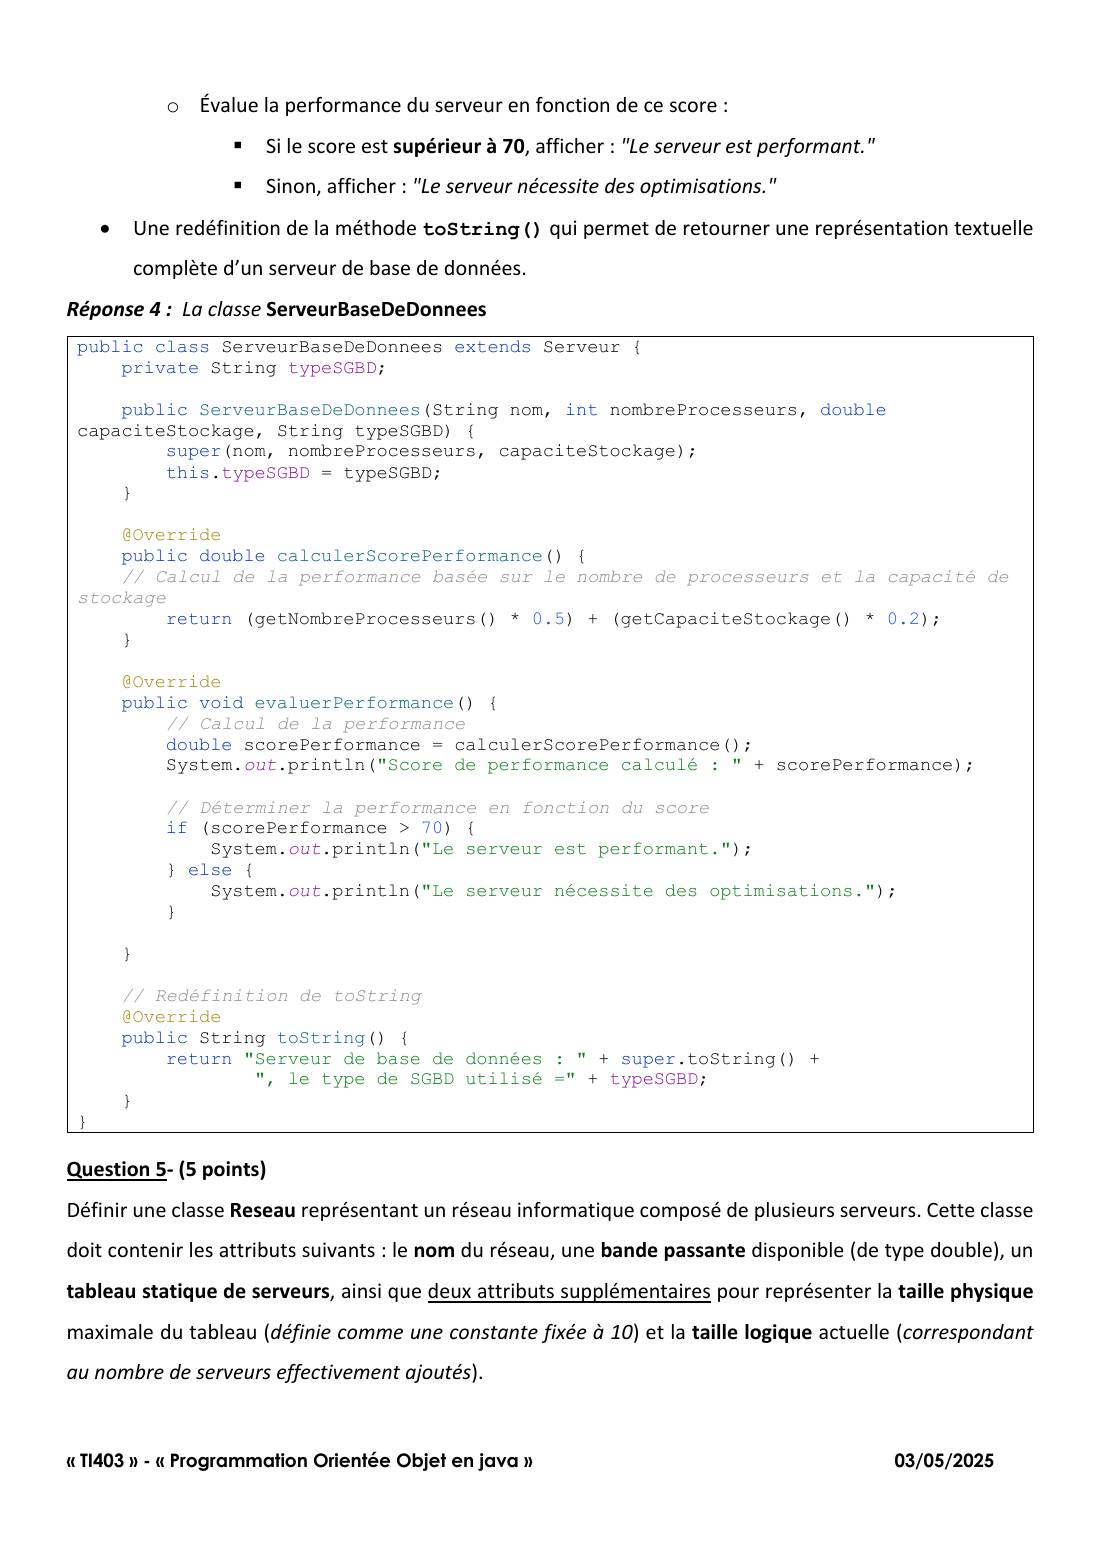 o Évalue la performance du serveur en fonction de ce score :
▪ Si le score est supérieur à 70, afficher : "Le serveur est performant."
▪ Sinon, afficher : "Le serveur nécessite des optimisations."
• Une redéfinition de la méthode toString() qui permet de retourner une représentation textuelle
complète d’un serveur de base de données.
Réponse 4 : La classe ServeurBaseDeDonnees
public class ServeurBaseDeDonnees extends Serveur {
    private String typeSGBD;

    public ServeurBaseDeDonnees(String nom, int nombreProcesseurs, double
capaciteStockage, String typeSGBD) {
        super(nom, nombreProcesseurs, capaciteStockage);
        this.typeSGBD = typeSGBD;
    }

    @Override
    public double calculerScorePerformance() {
    // Calcul de la performance basée sur le nombre de processeurs et la capacité de
stockage
        return (getNombreProcesseurs() * 0.5) + (getCapaciteStockage() * 0.2);
    }

    @Override
    public void evaluerPerformance() {
        // Calcul de la performance
        double scorePerformance = calculerScorePerformance();
        System.out.println("Score de performance calculé : " + scorePerformance);

        // Déterminer la performance en fonction du score
        if (scorePerformance > 70) {
            System.out.println("Le serveur est performant.");
        } else {
            System.out.println("Le serveur nécessite des optimisations.");
        }

    }

    // Redéfinition de toString
    @Override
    public String toString() {
        return "Serveur de base de données : " + super.toString() +
                ", le type de SGBD utilisé =" + typeSGBD;
    }
}
Question 5- (5 points)
Définir une classe Reseau représentant un réseau informatique composé de plusieurs serveurs. Cette classe
doit contenir les attributs suivants : le nom du réseau, une bande passante disponible (de type double), un
tableau statique de serveurs, ainsi que deux attributs supplémentaires pour représenter la taille physique
maximale du tableau (définie comme une constante fixée à 10) et la taille logique actuelle (correspondant
au nombre de serveurs effectivement ajoutés).
« TI403 » - « Programmation Orientée Objet en java » 03/05/2025